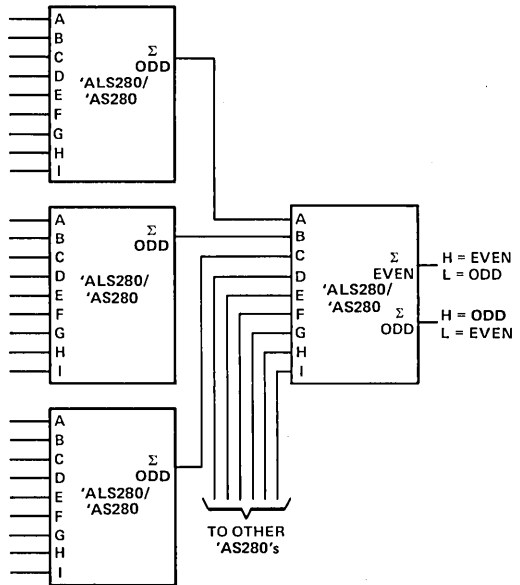 A
B
C
D
E
F
G
H
I
Σ
ODD
'ALS280/
'AS280
A
B
C
D
E
F
G
H
I
Σ
ODD
'ALS280/
'AS280
A
B
C
D
E
F
G
H
I
Σ
ODD
'ALS280/
'AS280
A
B
C
D
E
F
G
H
I
'ALS280/
'AS280
Σ
EVEN
Σ
ODD
H = EVEN
L = ODD
H = ODD
L = EVEN
TO OTHER
'AS280's